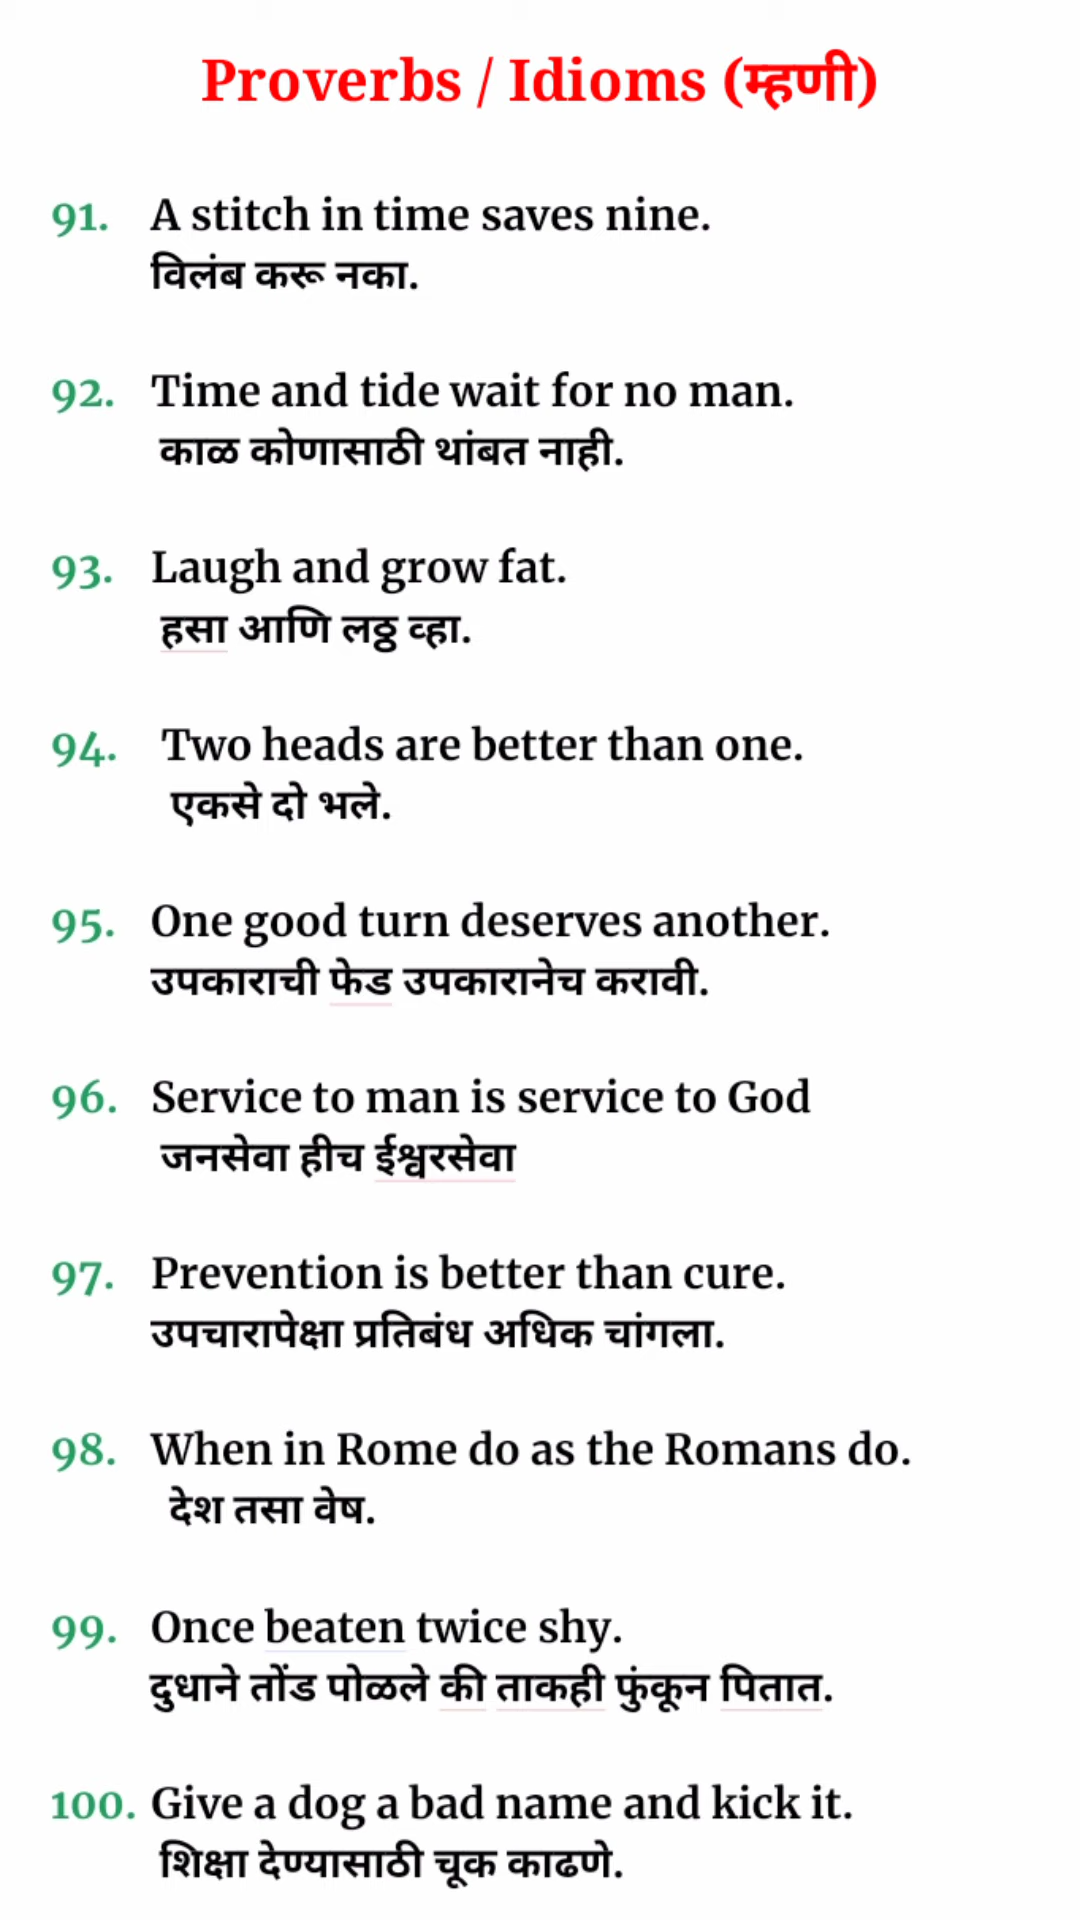 Proverbs / Idioms (म्हणी)
91. A stitch in time saves nine.
विलंब करू नका.
92. Time and tide wait for no man.
काळ कोणासाठी थांबत नाही.
93. Laugh and grow fat.
हसा आणि लठ्ठ व्हा.
94. Two heads are better than one.
एकसे दो भले.
95. One good turn deserves another.
उपकाराची फेड उपकारानेच करावी.
96. Service to man is service to God
जनसेवा हीच ईश्वरसेवा
97. Prevention is better than cure.
उपचारापेक्षा प्रतिबंध अधिक चांगला.
98. When in Rome do as the Romans do.
देश तसा वेष.
99. Once beaten twice shy.
दुधाने तोंड पोळले की ताकही फुंकून पितात.
100. Give a dog a bad name and kick it.
शिक्षा देण्यासाठी चूक काढणे.